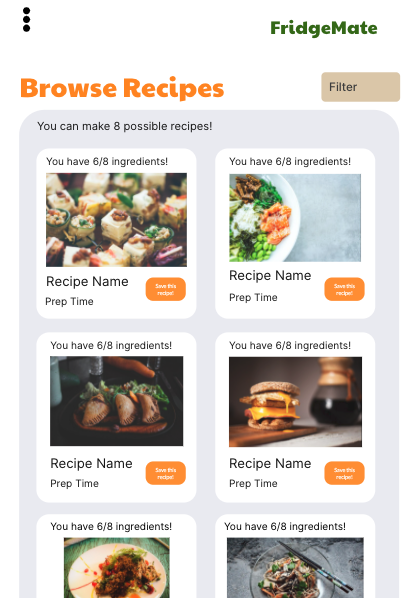 FridgeMate
Browse Recipes
Filter
You can make 8 possible recipes!
You have 6/8 ingredients!
Recipe Name
Prep Time
Save this
recipe!
You have 6/8 ingredients!
Recipe Name
Prep Time
Save this
recipe!
You have 6/8 ingredients!
Recipe Name
Prep Time
Save this
recipe!
You have 6/8 ingredients!
Recipe Name
Prep Time
Save this
recipe!
You have 6/8 ingredients!
You have 6/8 ingredients!